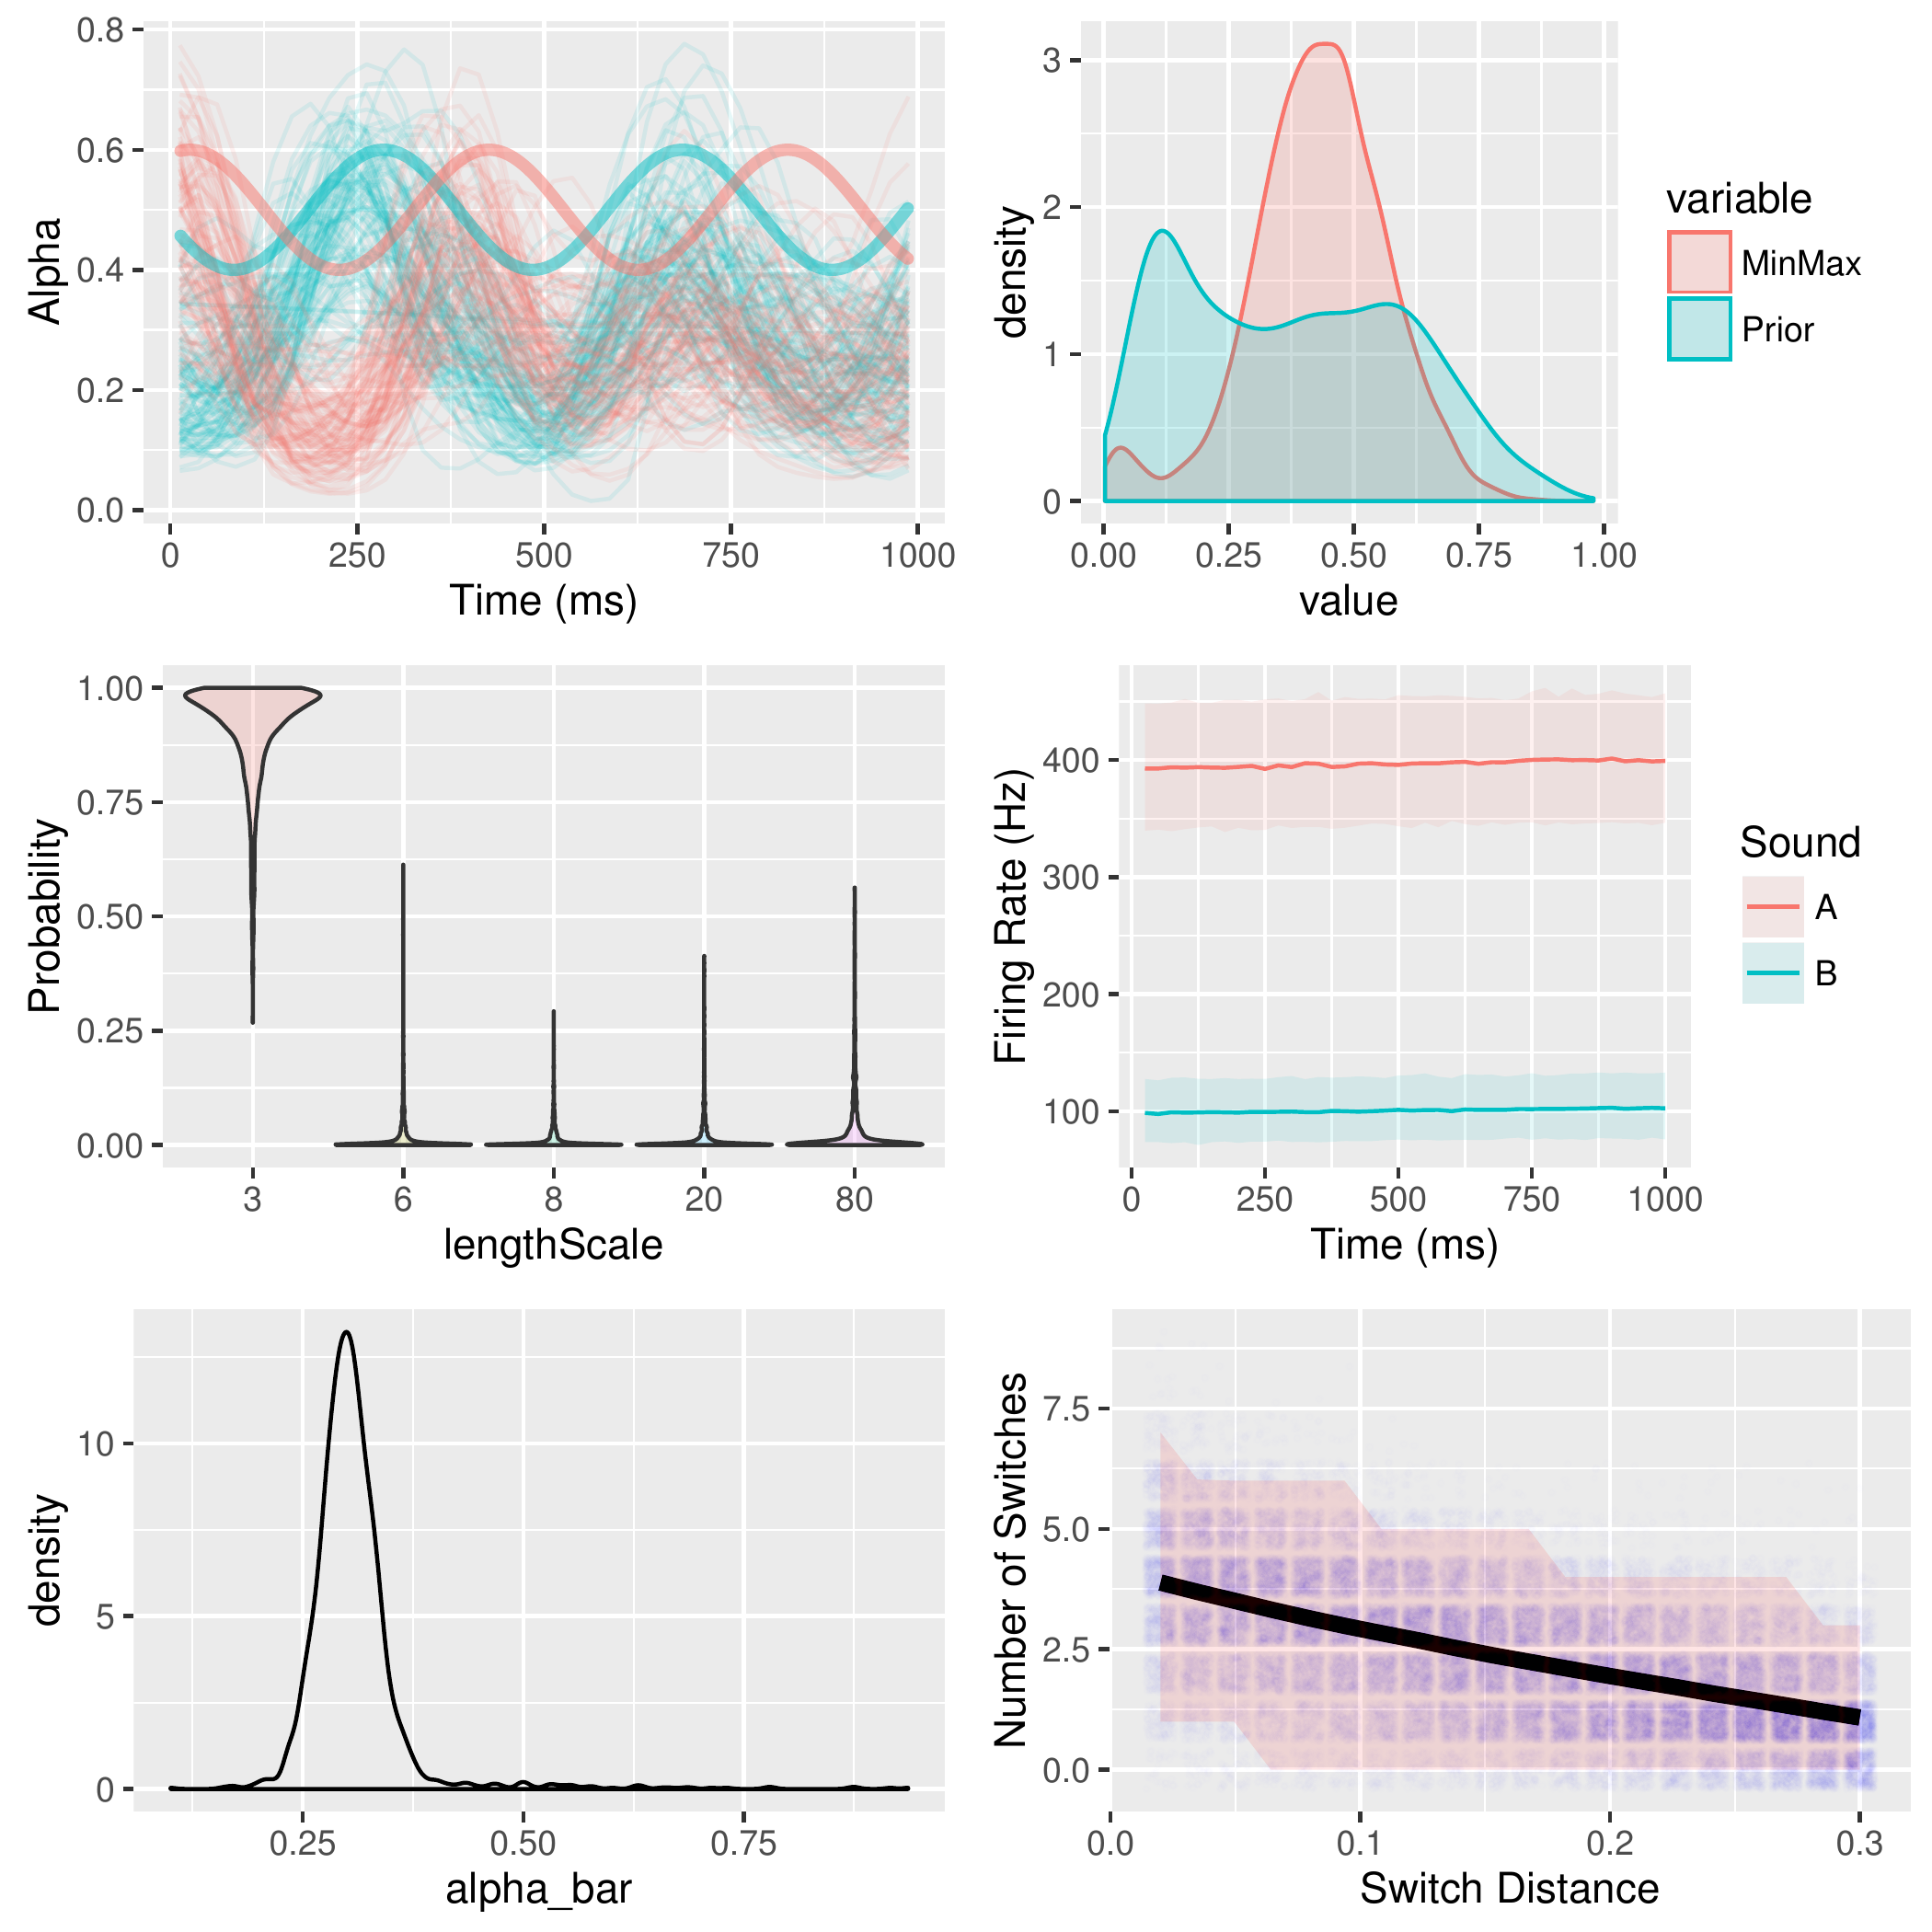 0.8
0.6
0.4
0.2
0.0
Alpha
0 250 500 750 1000
Time (ms)
3
2
1
0
density
0.00 0.25 0.50 0.75 1.00
value
variable
MinMax
Prior
1.00
0.75
0.50
0.25
0.00
Probability
3 6 8 20 80
lengthScale
400
300
200
100
Firing Rate (Hz)
0 250 500 750 1000
Time (ms)
Sound
A
B
10
5
0
density
0.25 0.50 0.75
alpha_bar
7.5
5.0
2.5
0.0
Number of Switches
0.0 0.1 0.2 0.3
Switch Distance